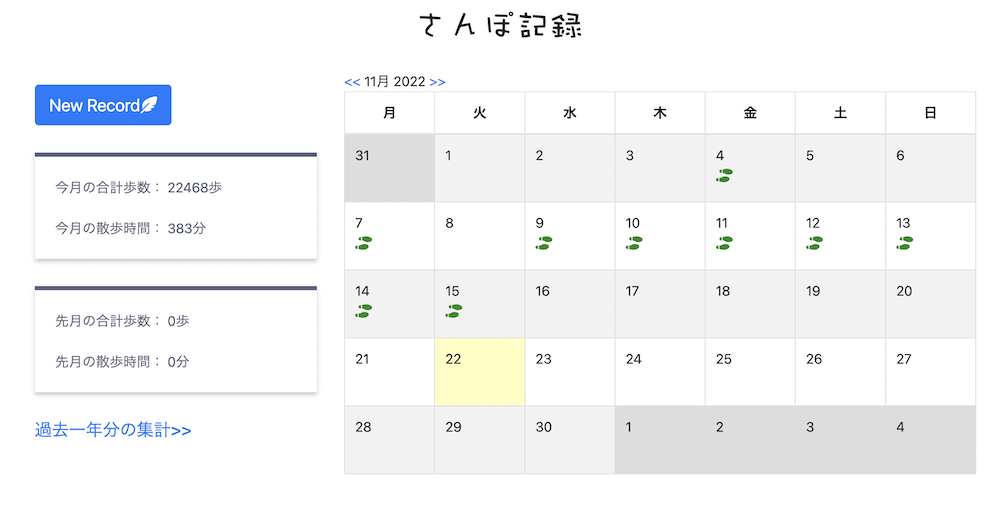 さんぽ記録
New Record
今月の合計歩数： 22468歩
今月の散歩時間： 383分
先月の合計歩数： 0歩
先月の散歩時間： 0分
過去一年分の集計>>
<< 11月 2022 >>
月 火 水 木 金 土 日
31 1 2 3 4 5 6
7 8 9 10 11 12 13
14 15 16 17 18 19 20
21 22 23 24 25 26 27
28 29 30 1 2 3 4